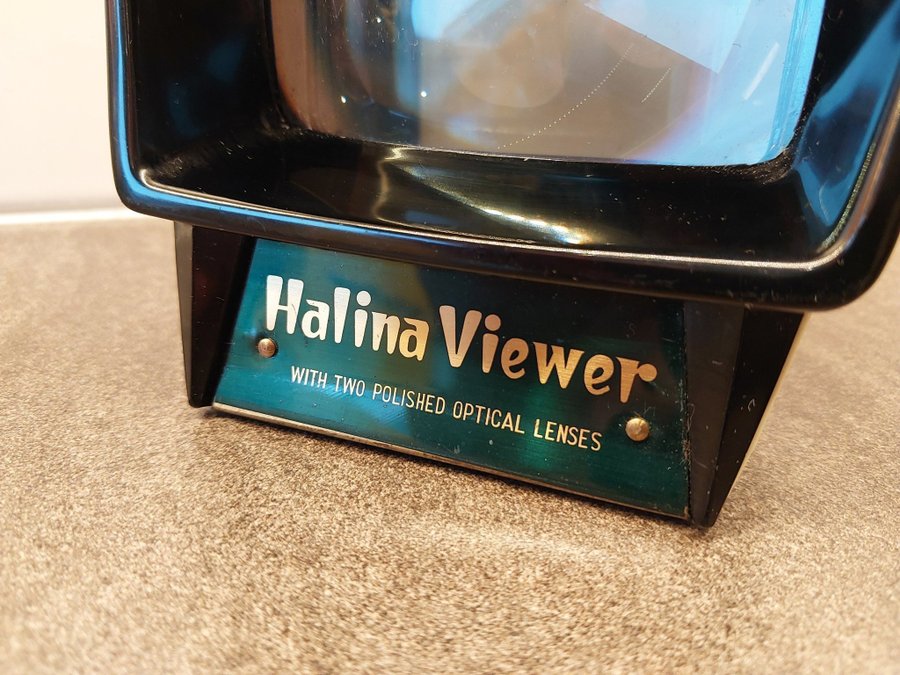 Halina Viewer
WITH TWO POLISHED OPTICAL LENSES